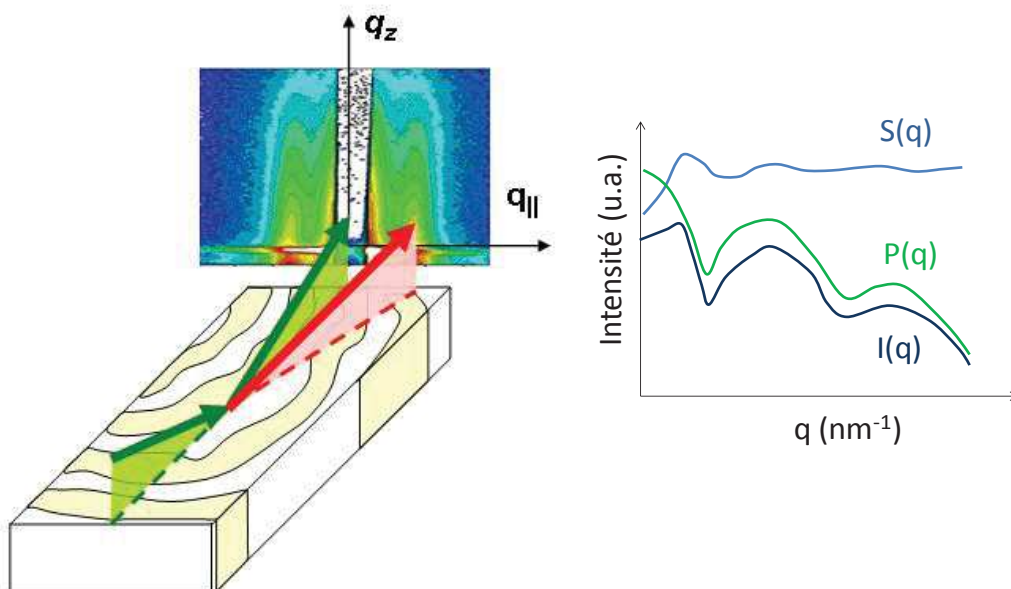 q_z
q_||
S(q)
P(q)
I(q)
Intensité (u.a.)
q (nm⁻¹)